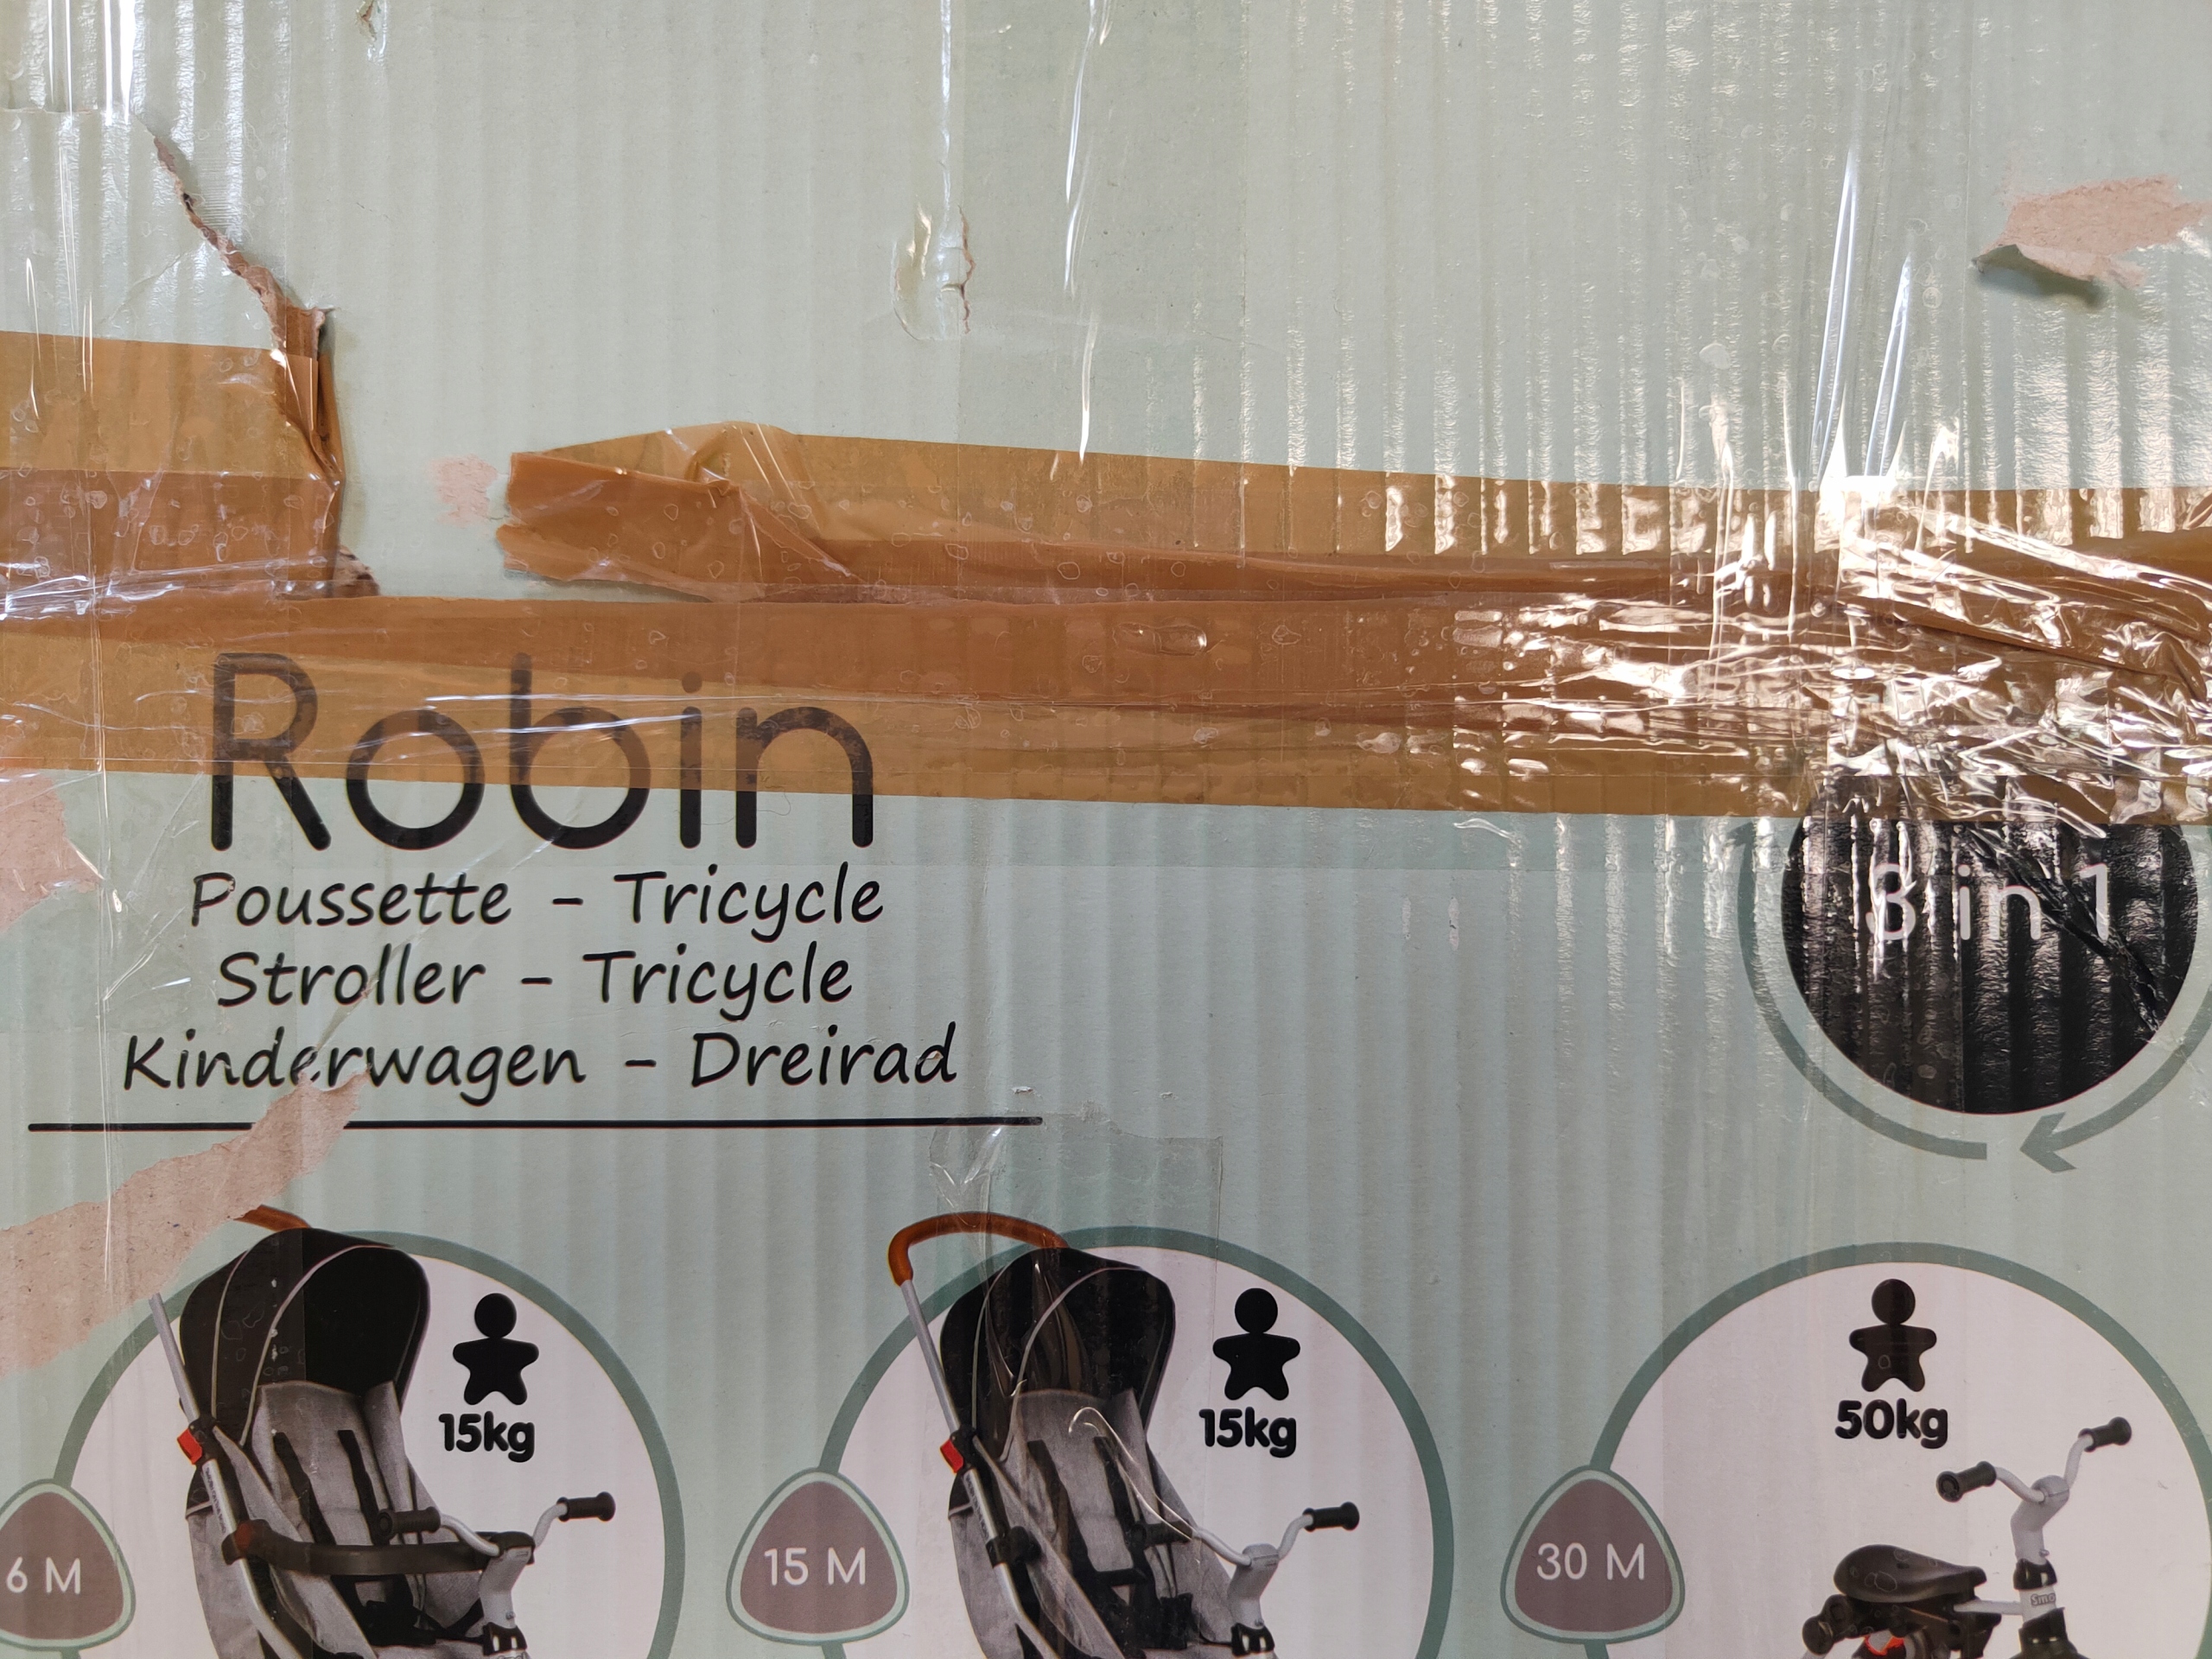 Robin
3 in 1
Poussette - Tricycle
Stroller - Tricycle
Kinderwagen - Dreirad
15kg
15kg
50kg
6 M
15 M
30 M